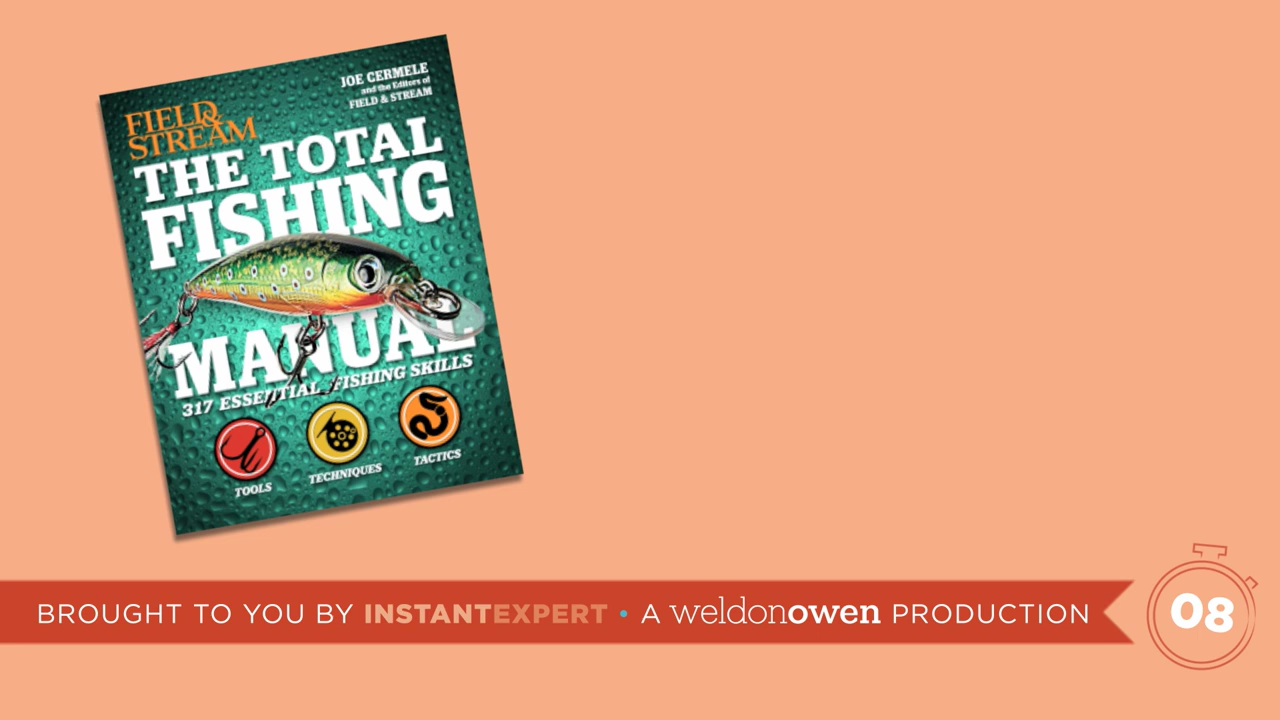 JOE CERMELE
and the Editors of
FIELD & STREAM
FIELD&
STREAM
THE TOTAL
FISHING
MANUAL
317 ESSENTIAL FISHING SKILLS
TOOLS
TECHNIQUES
TACTICS
BROUGHT TO YOU BY INSTANTEXPERT • A weldonowen PRODUCTION
08